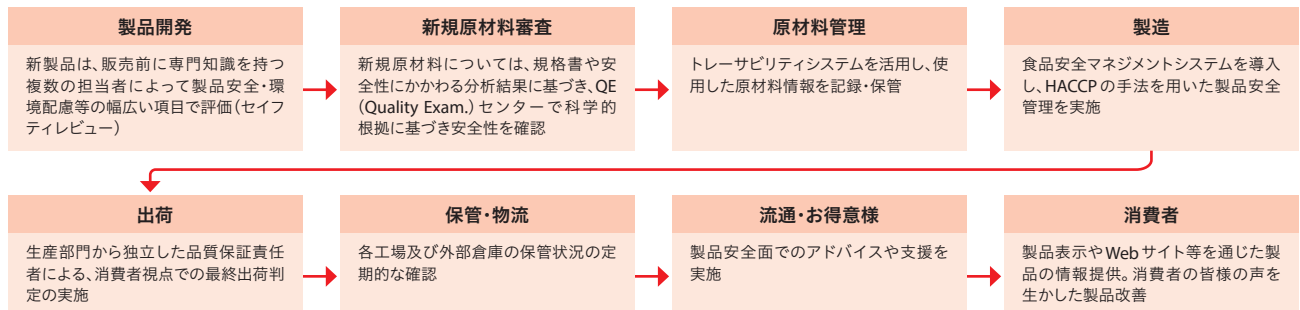 製品開発
新製品は、販売前に専門知識を持つ
複数の担当者によって製品安全・環
境配慮等の幅広い項目で評価（セイフ
ティレビュー）
新規原材料審査
新規原材料については、規格書や安
全性にかかわる分析結果に基づき、QE
（Quality Exam.）センターで科学的
根拠に基づき安全性を確認
原材料管理
トレーサビリティシステムを活用し、使
用した原材料情報を記録・保管
製造
食品安全マネジメントシステムを導入
し、HACCPの手法を用いた製品安全
管理を実施
出荷
生産部門から独立した品質保証責任
者による、消費者視点での最終出荷判
定の実施
保管・物流
各工場及び外部倉庫の保管状況の定
期的な確認
流通・お得意様
製品安全面でのアドバイスや支援を
実施
消費者
製品表示やWebサイト等を通じた製
品の情報提供。消費者の皆様の声を
生かした製品改善